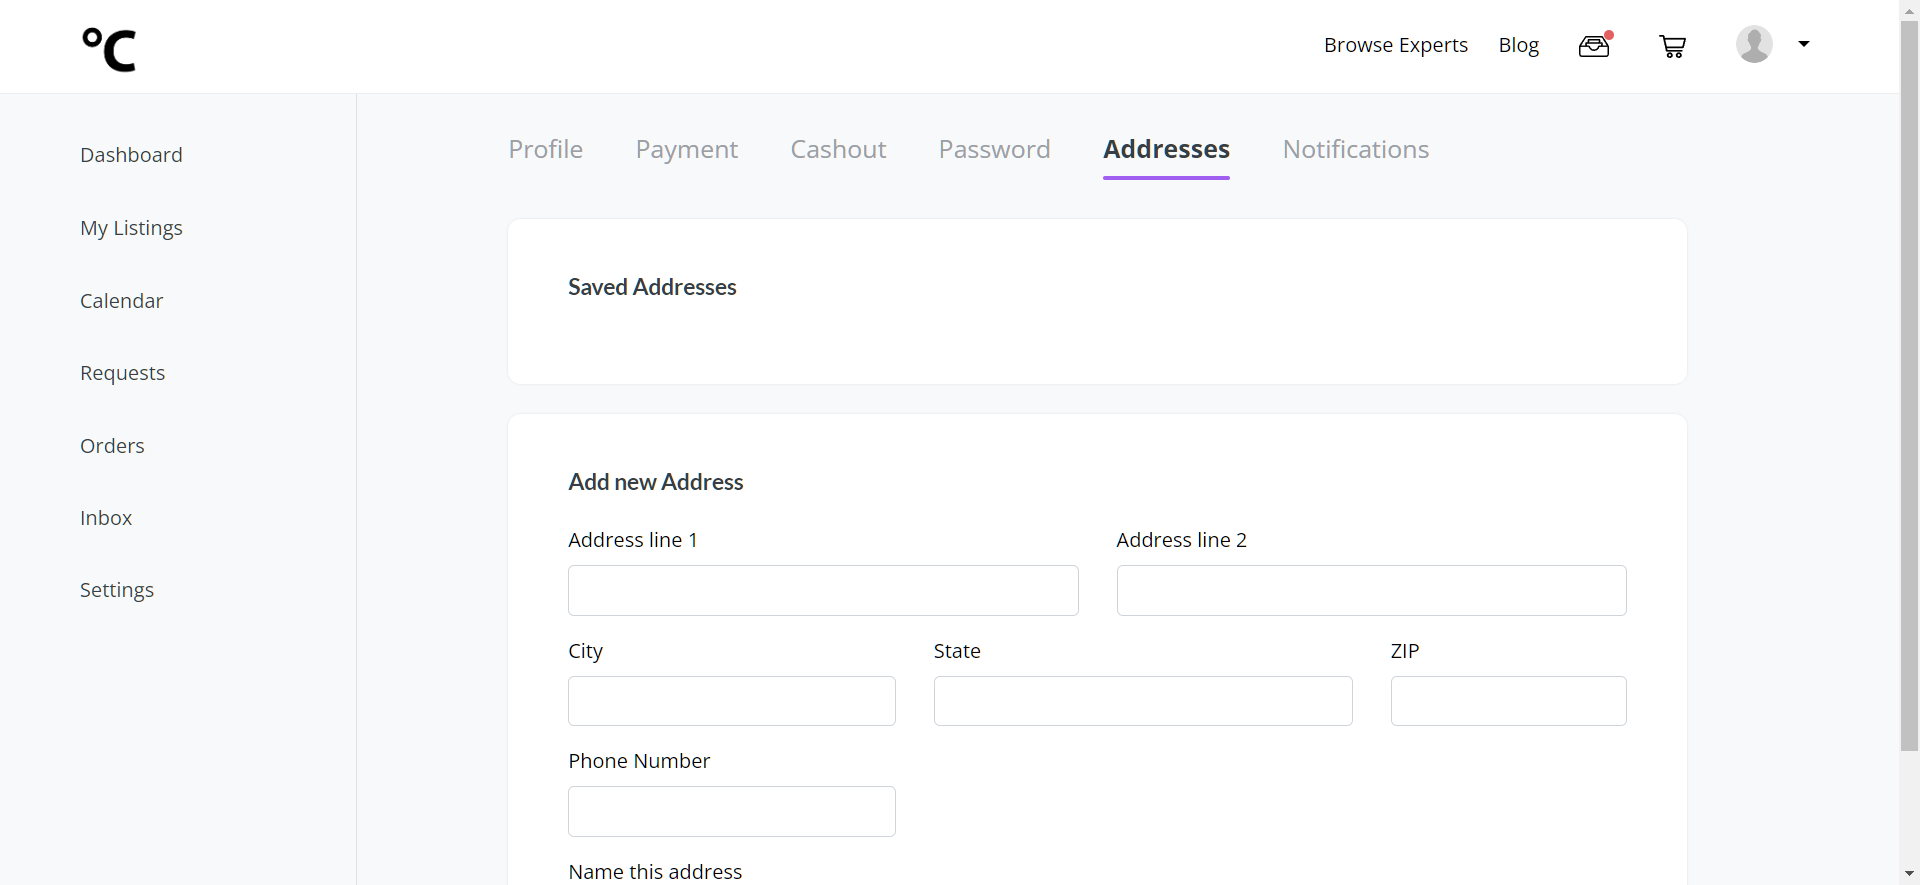 °C
Browse Experts Blog
Dashboard
My Listings
Calendar
Requests
Orders
Inbox
Settings
Profile Payment Cashout Password Addresses Notifications
Saved Addresses
Add new Address
Address line 1 Address line 2
City State ZIP
Phone Number
Name this address